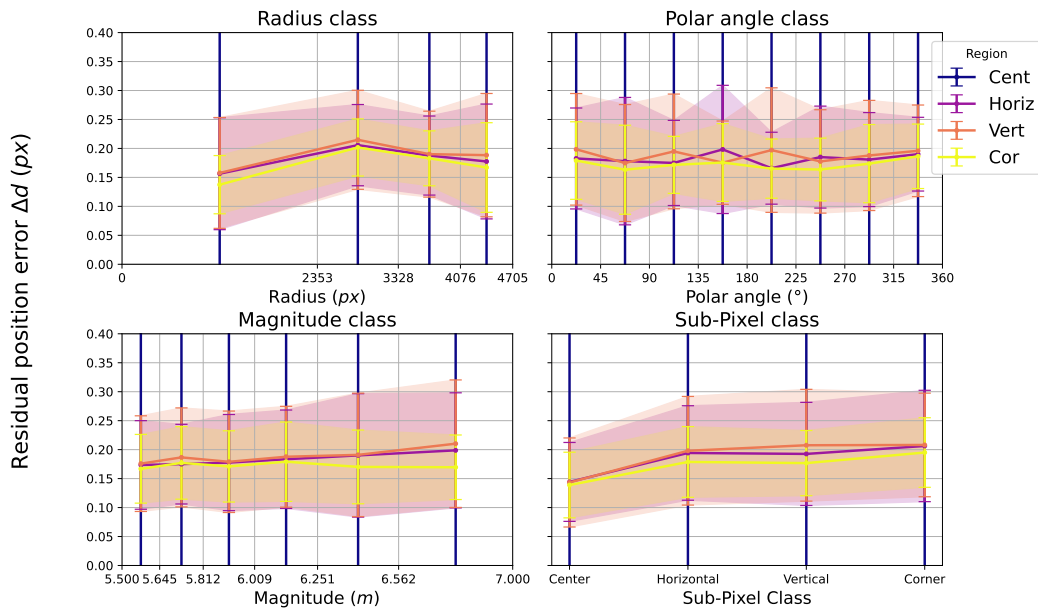 Radius class
Polar angle class
0.40
0.35
0.30
0.25
0.20
0.15
0.10
0.05
0.00
0 2353 3328 4076 4705
Radius (px)
0 45 90 135 180 225 270 315 360
Polar angle (°)
Region
Cent
Horiz
Vert
Cor
Residual position error Δd (px)
Magnitude class
Sub-Pixel class
0.40
0.35
0.30
0.25
0.20
0.15
0.10
0.05
0.00
5.500 5.645 5.812 6.009 6.251 6.562 7.000
Magnitude (m)
Center Horizontal Vertical Corner
Sub-Pixel Class